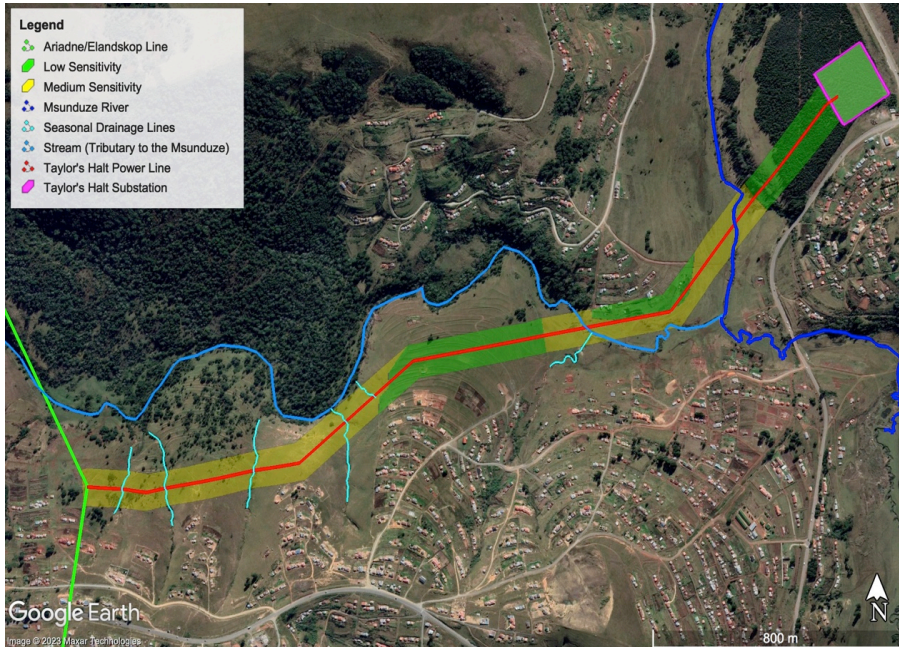 Legend
Ariadne/Elandskop Line
Low Sensitivity
Medium Sensitivity
Msunduze River
Seasonal Drainage Lines
Stream (Tributary to the Msunduze)
Taylor's Halt Power Line
Taylor's Halt Substation
Google Earth
Image © 2023 Maxar Technologies
N
800 m